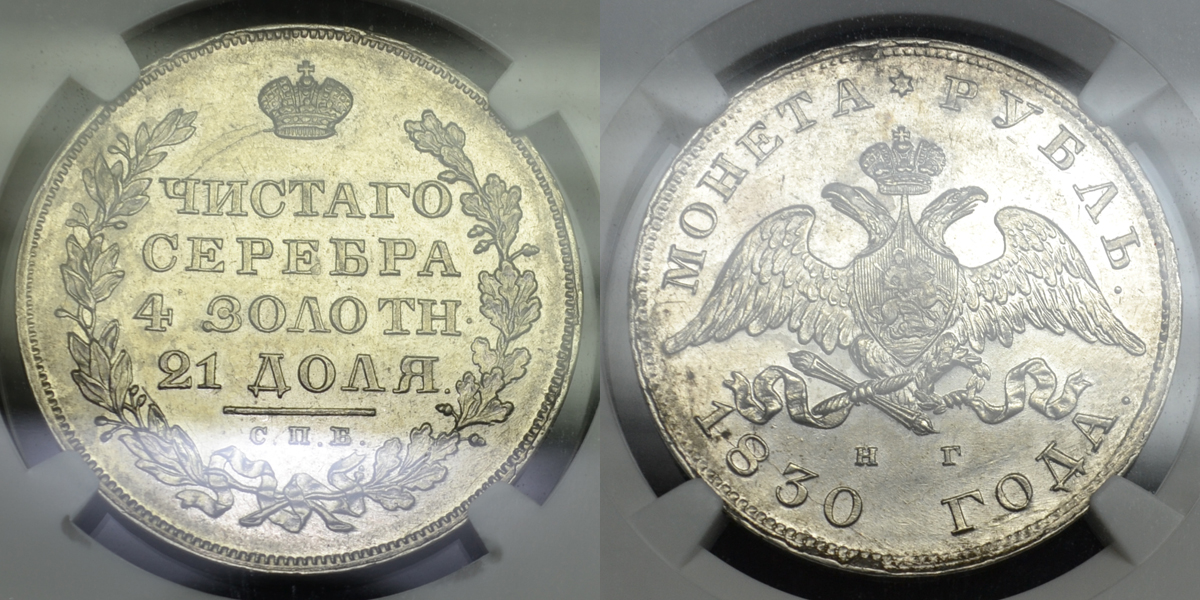 ЧИСТАГО
СЕРЕБРА
4 ЗОЛОТН.
21 ДОЛЯ.
С.П.Б.
МОНЕТА ✡ РУБЛЬ.
Н Г
1830 ГОДА.